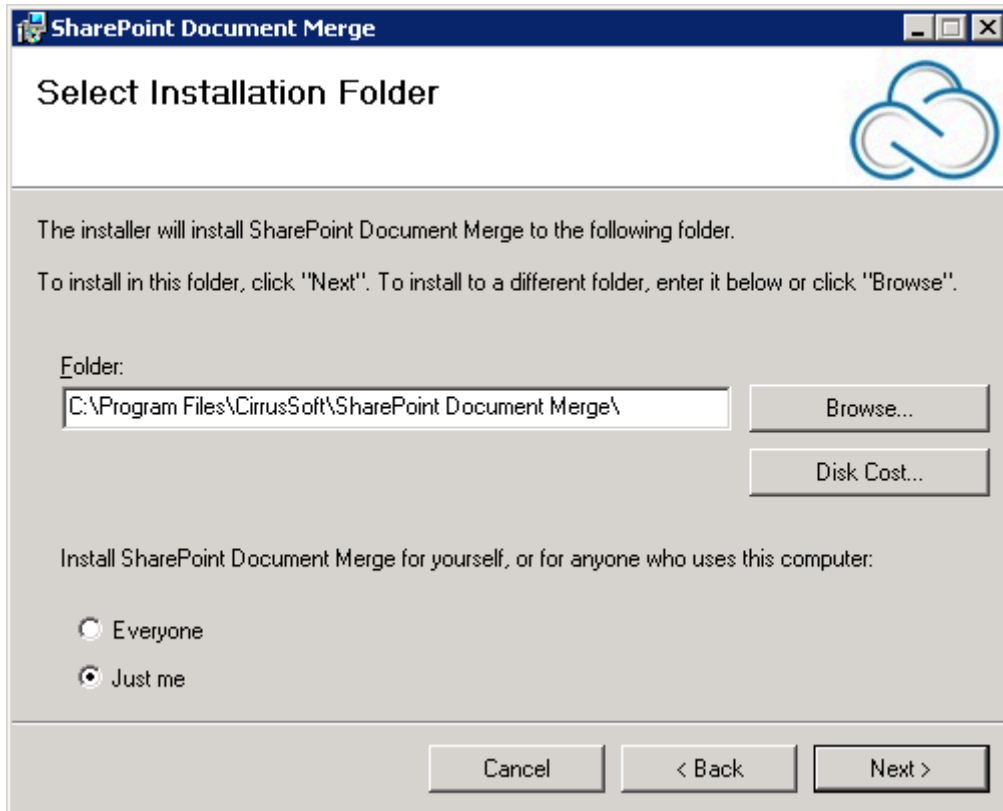 SharePoint Document Merge
Select Installation Folder
The installer will install SharePoint Document Merge to the following folder.
To install in this folder, click "Next". To install to a different folder, enter it below or click "Browse".
Folder:
C:\Program Files\CirrusSoft\SharePoint Document Merge\
Browse...
Disk Cost...
Install SharePoint Document Merge for yourself, or for anyone who uses this computer:
Everyone
Just me
Cancel
< Back
Next >